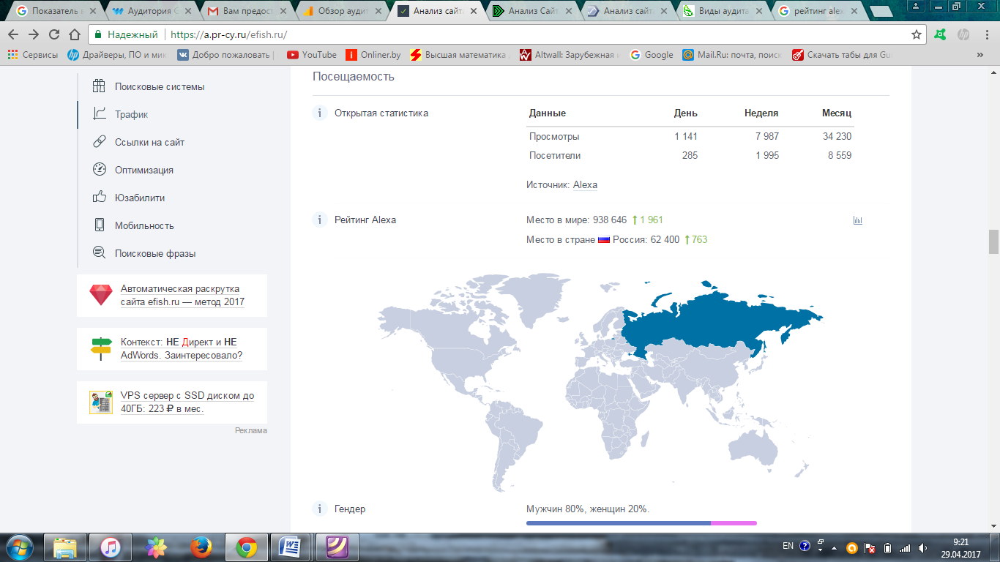 Показатель в
Аудитория G
Вам предост
Обзор аудит
Анализ сайта
Анализ Сайт
Анализ сайта
Виды аудита
рейтинг alex
Надежный https://a.pr-cy.ru/efish.ru/
Сервисы Драйверы, ПО и мик Добро пожаловать | YouTube Onliner.by Высшая математика Altwall: Зарубежная Google Mail.Ru: почта, поиск Скачать табы для Gu »
Посещаемость
Поисковые системы
Трафик
Ссылки на сайт
Оптимизация
Юзабилити
Мобильность
Поисковые фразы
Автоматическая раскрутка
сайта efish.ru — метод 2017
Контекст: НЕ Директ и НЕ
AdWords. Заинтересовало?
VPS сервер с SSD диском до
40ГБ: 223 ₽ в мес.
Реклама
Открытая статистика
Данные День Неделя Месяц
Просмотры 1 141 7 987 34 230
Посетители 285 1 995 8 559
Источник: Alexa
Рейтинг Alexa
Место в мире: 938 646 ↑ 1 961
Место в стране Россия: 62 400 ↑ 763
Гендер
Мужчин 80%, женщин 20%.
EN
9:21
29.04.2017